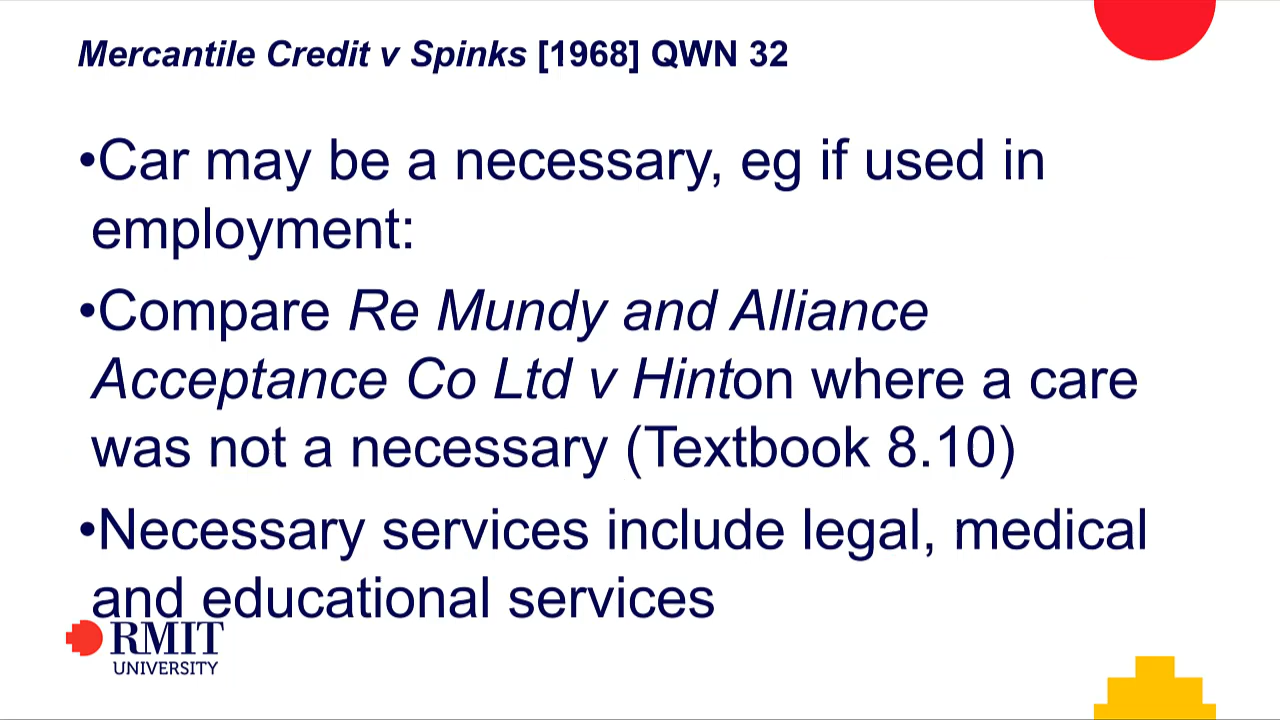 Mercantile Credit v Spinks [1968] QWN 32
•Car may be a necessary, eg if used in
employment:
•Compare Re Mundy and Alliance
Acceptance Co Ltd v Hinton where a care
was not a necessary (Textbook 8.10)
•Necessary services include legal, medical
and educational services
RMIT
UNIVERSITY